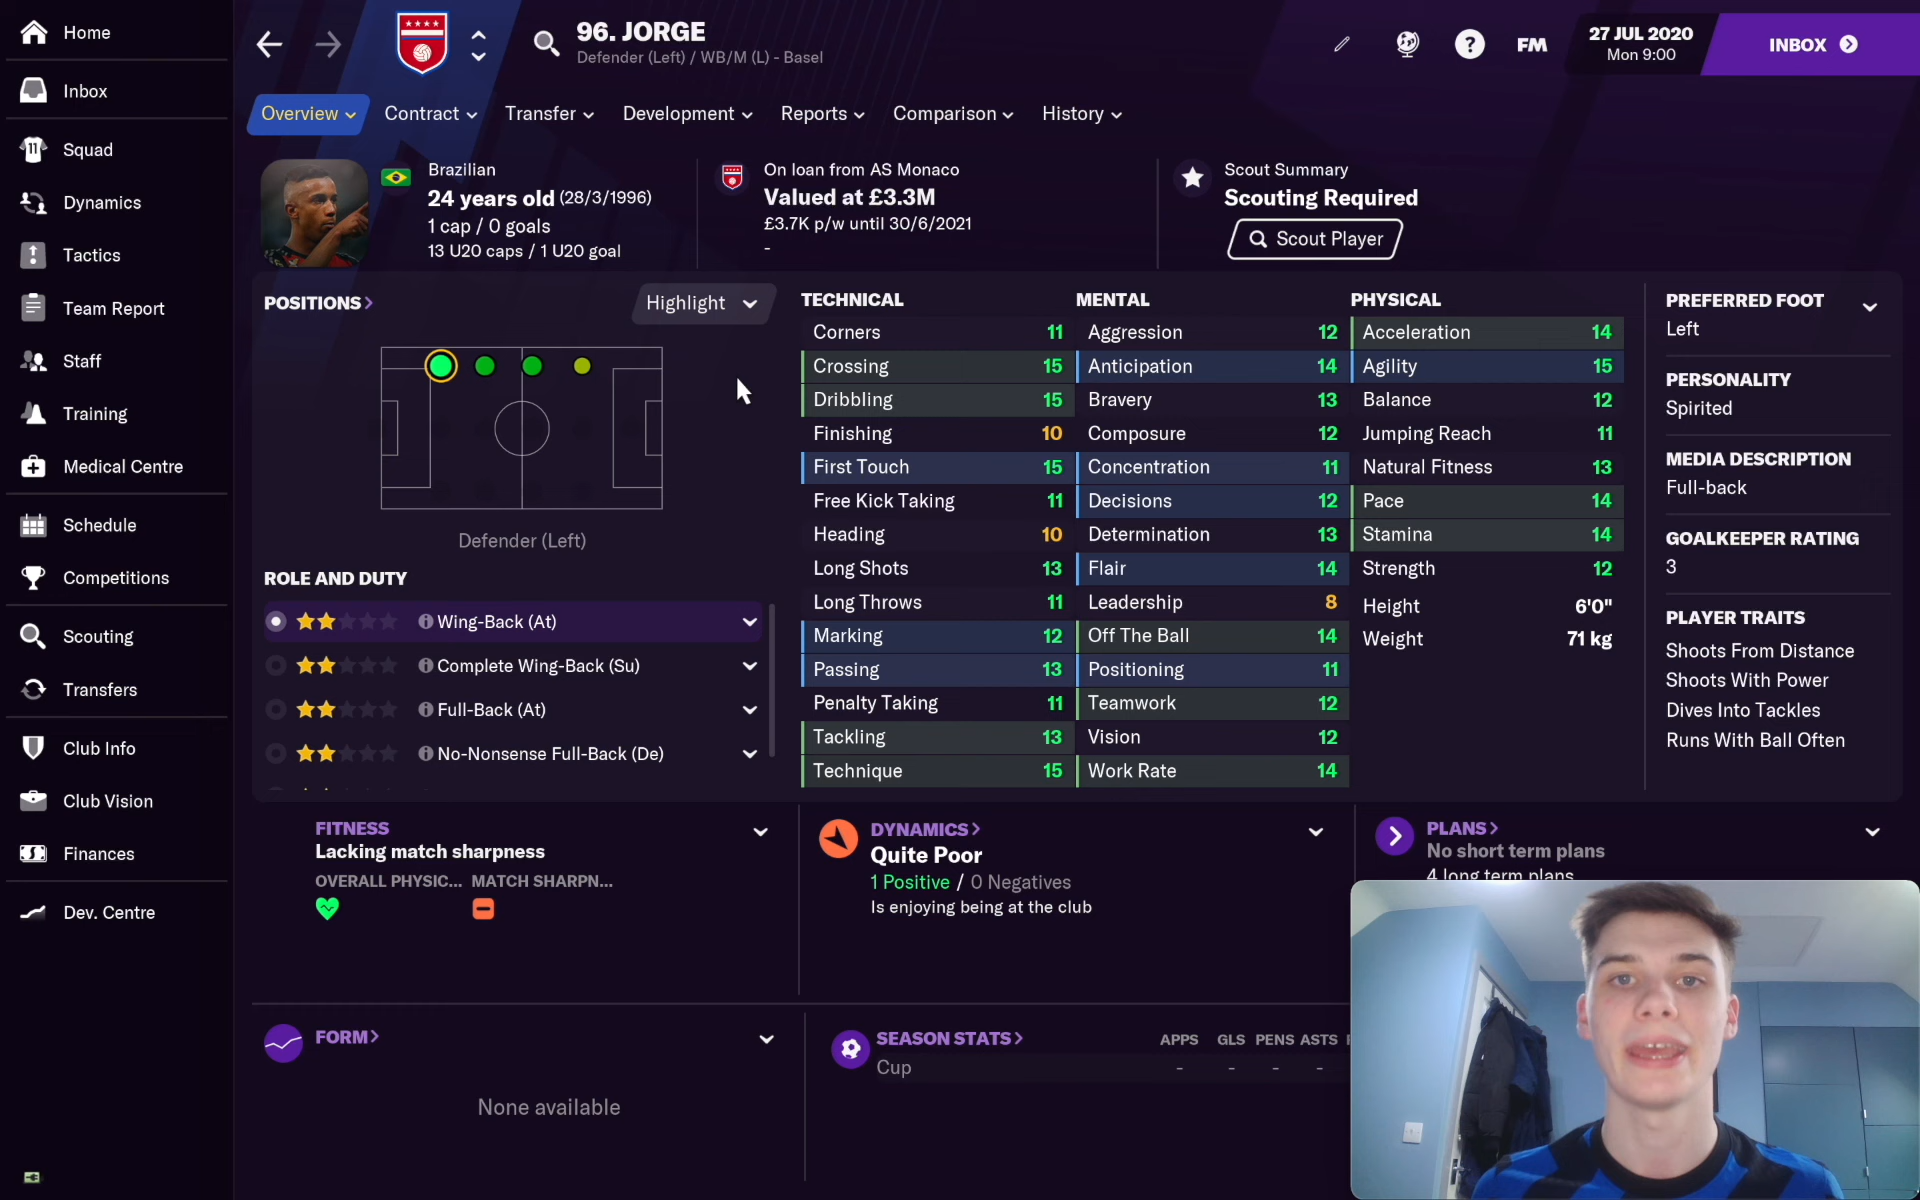 Home
Inbox
Squad
Dynamics
Tactics
Team Report
Staff
Training
Medical Centre
Schedule
Competitions
Scouting
Transfers
Club Info
Club Vision
Finances
Dev. Centre
96. JORGE
Defender (Left) / WB/M (L) - Basel
?
FM
27 JUL 2020
Mon 9:00
INBOX
Overview
Contract
Transfer
Development
Reports
Comparison
History
Brazilian
24 years old (28/3/1996)
1 cap / 0 goals
13 U20 caps / 1 U20 goal
On loan from AS Monaco
Valued at £3.3M
£3.7K p/w until 30/6/2021
-
Scout Summary
Scouting Required
Scout Player
POSITIONS
Highlight
Defender (Left)
ROLE AND DUTY
Wing-Back (At)
Complete Wing-Back (Su)
Full-Back (At)
No-Nonsense Full-Back (De)
TECHNICAL
Corners 11
Crossing 15
Dribbling 15
Finishing 10
First Touch 15
Free Kick Taking 11
Heading 10
Long Shots 13
Long Throws 11
Marking 12
Passing 13
Penalty Taking 11
Tackling 13
Technique 15
MENTAL
Aggression 12
Anticipation 14
Bravery 13
Composure 12
Concentration 11
Decisions 12
Determination 13
Flair 14
Leadership 8
Off The Ball 14
Positioning 11
Teamwork 12
Vision 12
Work Rate 14
PHYSICAL
Acceleration 14
Agility 15
Balance 12
Jumping Reach 11
Natural Fitness 13
Pace 14
Stamina 14
Strength 12
Height 6'0"
Weight 71 kg
PREFERRED FOOT
Left
PERSONALITY
Spirited
MEDIA DESCRIPTION
Full-back
GOALKEEPER RATING
3
PLAYER TRAITS
Shoots From Distance
Shoots With Power
Dives Into Tackles
Runs With Ball Often
FITNESS
Lacking match sharpness
OVERALL PHYSIC... MATCH SHARPN...
DYNAMICS
Quite Poor
1 Positive / 0 Negatives
Is enjoying being at the club
PLANS
No short term plans
4 long term plans
FORM
None available
SEASON STATS APPS GLS PENS ASTS
Cup - - - -